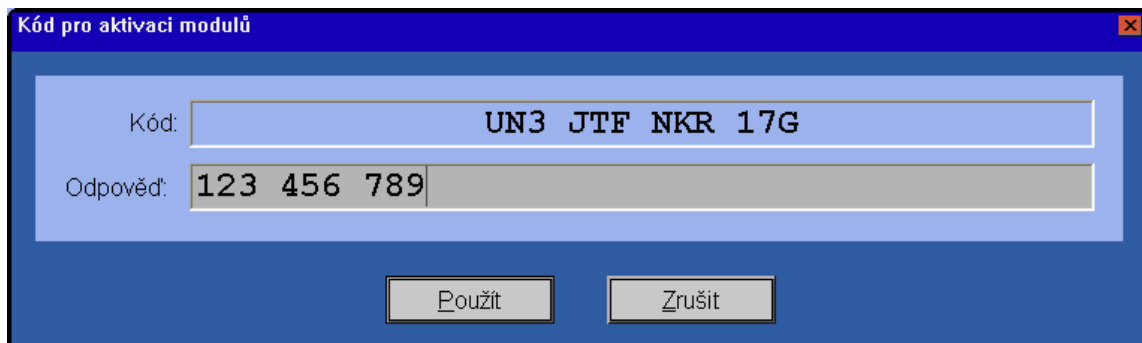 Kód pro aktivaci modulů
Kód: UN3 JTF NKR 17G
Odpověď: 123 456 789
Použít Zrušit